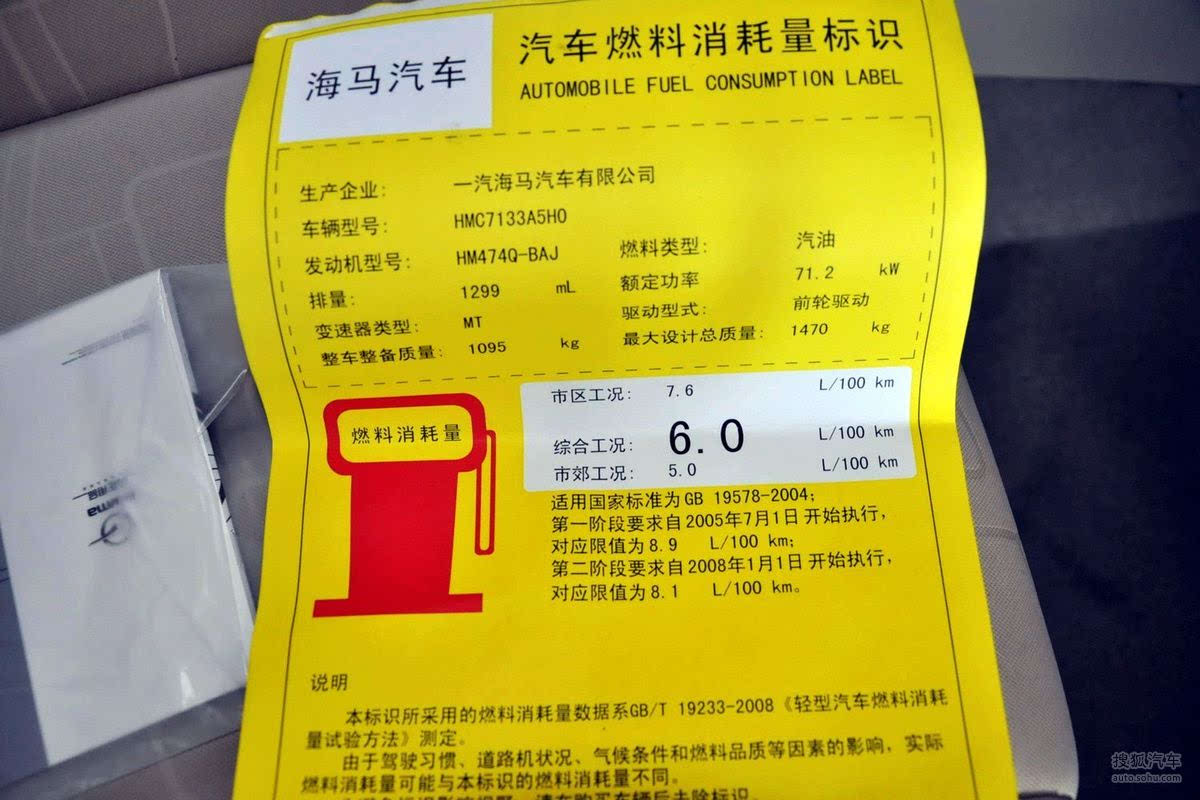 海马汽车
汽车燃料消耗量标识
AUTOMOBILE FUEL CONSUMPTION LABEL
生产企业: 一汽海马汽车有限公司
车辆型号: HMC7133A5H0
发动机型号: HM474Q-BAJ 燃料类型: 汽油
排量: 1299 mL 额定功率 71.2 kW
变速器类型: MT 驱动型式: 前轮驱动
整车整备质量: 1095 kg 最大设计总质量: 1470 kg
燃料消耗量
市区工况: 7.6 L/100 km
综合工况: 6.0 L/100 km
市郊工况: 5.0 L/100 km
适用国家标准为GB 19578-2004;
第一阶段要求自2005年7月1日开始执行,
对应限值为8.9 L/100 km;
第二阶段要求自2008年1月1日开始执行,
对应限值为8.1 L/100 km。
说明
本标识所采用的燃料消耗量数据系GB/T 19233-2008《轻型汽车燃料消耗
量试验方法》测定。
由于驾驶习惯、道路机状况、气候条件和燃料品质等因素的影响,实际
燃料消耗量可能与本标识的燃料消耗量不同。
搜狐汽车
auto.sohu.com